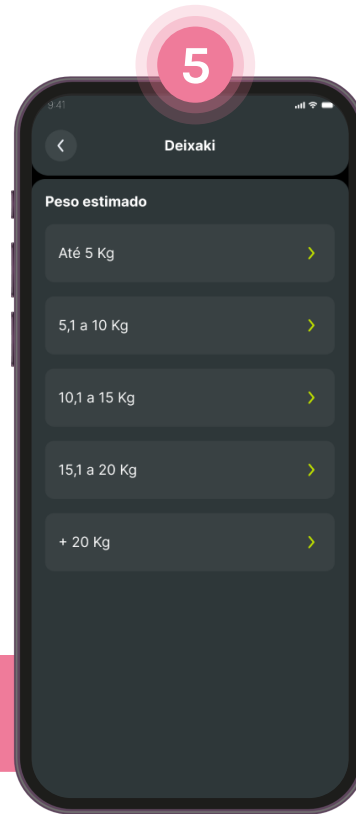 5
9:41
Deixaki
Peso estimado
Até 5 Kg
5,1 a 10 Kg
10,1 a 15 Kg
15,1 a 20 Kg
+ 20 Kg